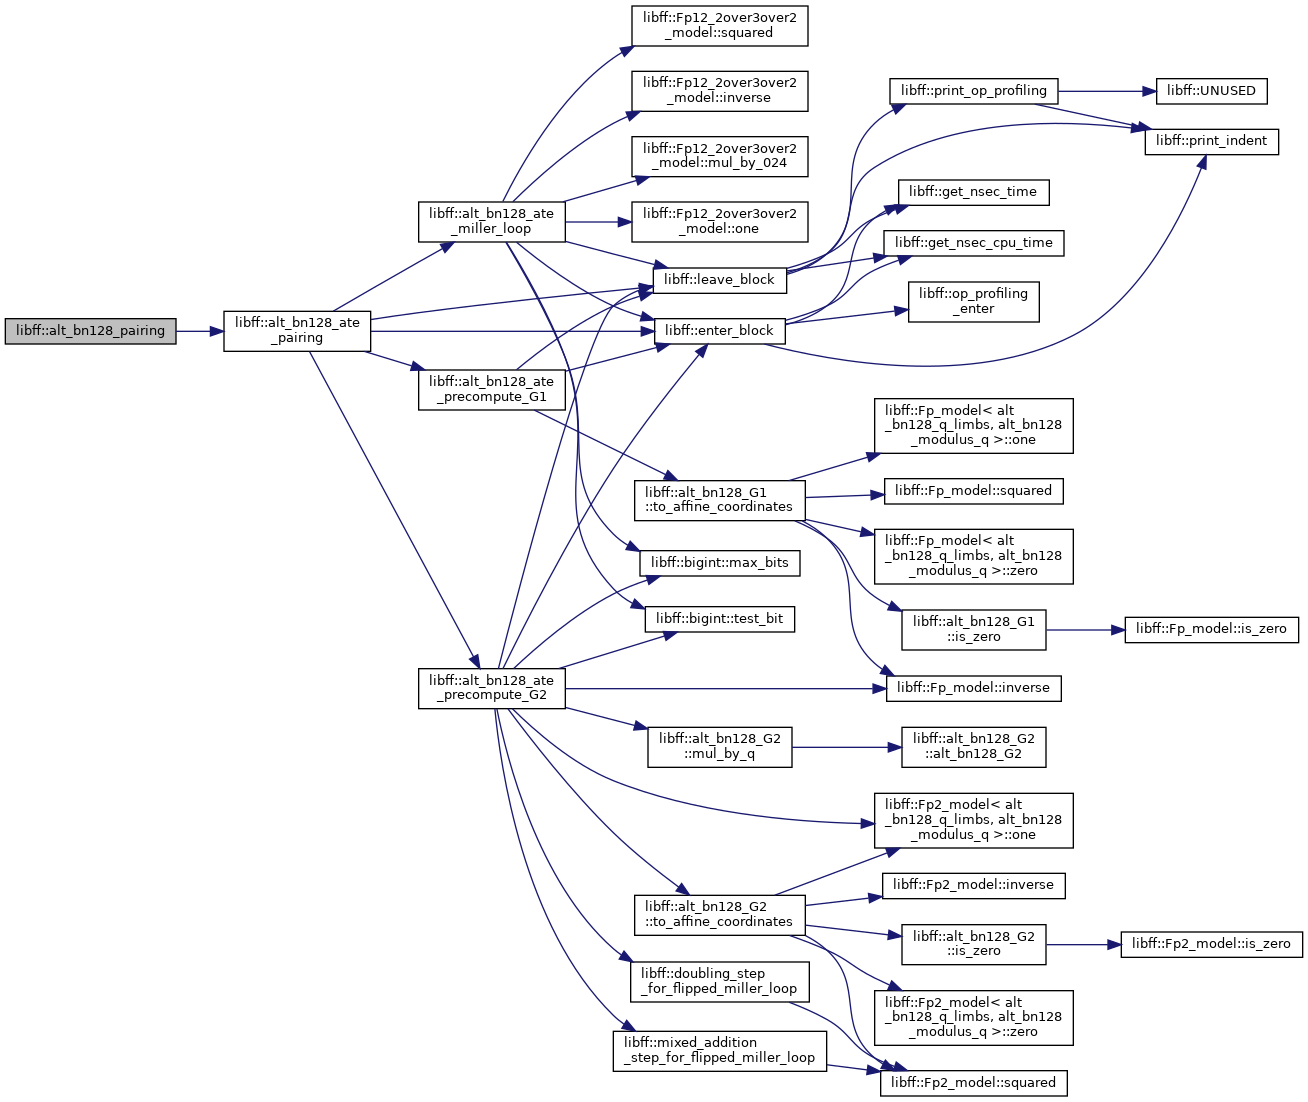 libff::alt_bn128_pairing
libff::alt_bn128_ate
_pairing
libff::alt_bn128_ate
_miller_loop
libff::alt_bn128_ate
_precompute_G1
libff::alt_bn128_ate
_precompute_G2
libff::Fp12_2over3over2
_model::squared
libff::Fp12_2over3over2
_model::inverse
libff::Fp12_2over3over2
_model::mul_by_024
libff::Fp12_2over3over2
_model::one
libff::leave_block
libff::enter_block
libff::alt_bn128_G1
::to_affine_coordinates
libff::bigint::max_bits
libff::bigint::test_bit
libff::alt_bn128_G2
::mul_by_q
libff::alt_bn128_G2
::to_affine_coordinates
libff::doubling_step
_for_flipped_miller_loop
libff::mixed_addition
_step_for_flipped_miller_loop
libff::print_op_profiling
libff::get_nsec_time
libff::get_nsec_cpu_time
libff::op_profiling
_enter
libff::Fp_model< alt
_bn128_q_limbs, alt_bn128
_modulus_q >::one
libff::Fp_model::squared
libff::Fp_model< alt
_bn128_q_limbs, alt_bn128
_modulus_q >::zero
libff::alt_bn128_G1
::is_zero
libff::Fp_model::inverse
libff::alt_bn128_G2
::alt_bn128_G2
libff::Fp2_model< alt
_bn128_q_limbs, alt_bn128
_modulus_q >::one
libff::Fp2_model::inverse
libff::alt_bn128_G2
::is_zero
libff::Fp2_model< alt
_bn128_q_limbs, alt_bn128
_modulus_q >::zero
libff::Fp2_model::squared
libff::UNUSED
libff::print_indent
libff::Fp_model::is_zero
libff::Fp2_model::is_zero